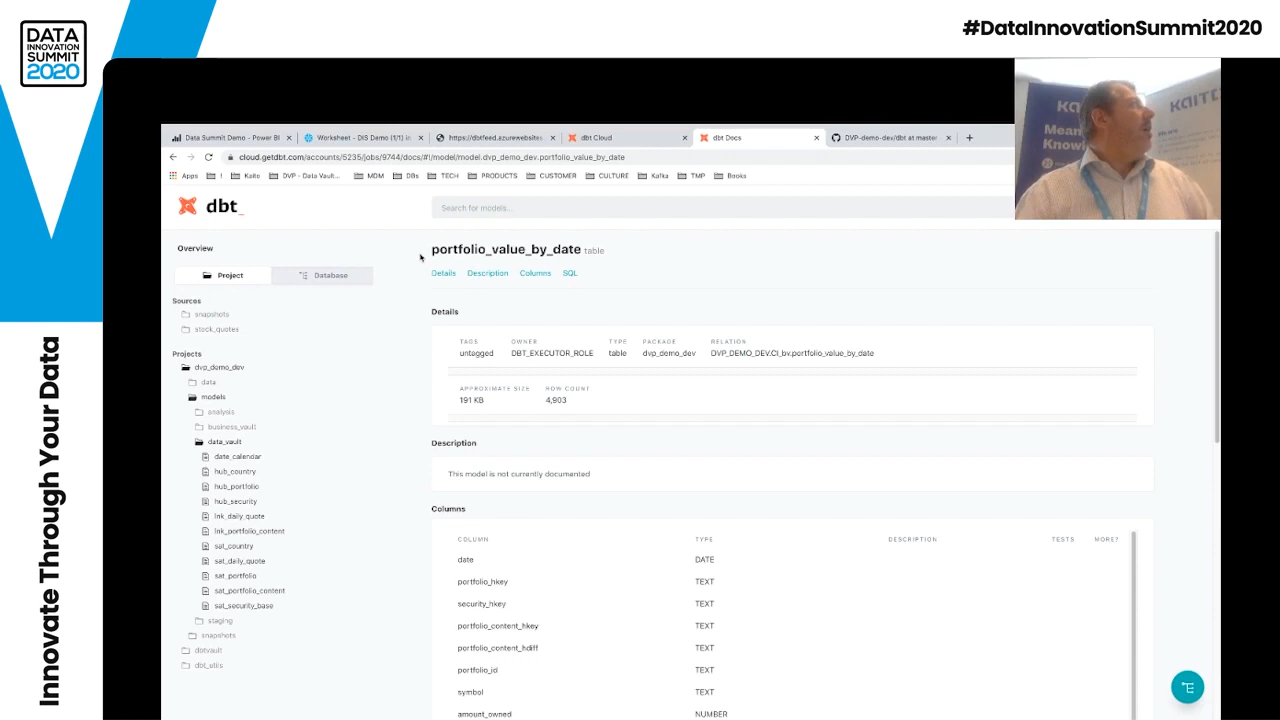 DATA
INNOVATION
SUMMIT
2020
#DataInnovationSummit2020
Innovate Through Your Data
Data Summit Demo - Power BI
Worksheet - DIS Demo (1/1) in
https://dbtfeed.azurewebsites
dbt Cloud
dbt Docs
DVP-demo-dev/dbt at master
cloud.getdbt.com/accounts/5235/jobs/9744/docs/#!/model/model.dvp_demo_dev.portfolio_value_by_date
Apps ! Kaito DVP - Data Vault... MDM DBs TECH PRODUCTS CUSTOMER CULTURE Kafka TMP Books
dbt_
Search for models...
Overview
Project Database
Sources
snapshots
stock_quotes
Projects
dvp_demo_dev
data
models
analysis
business_vault
data_vault
date_calendar
hub_country
hub_portfolio
hub_security
lnk_daily_quote
lnk_portfolio_content
sat_country
sat_daily_quote
sat_portfolio
sat_portfolio_content
sat_security_base
staging
snapshots
dbtvault
dbt_utils
portfolio_value_by_date table
Details Description Columns SQL
Details
TAGS OWNER TYPE PACKAGE RELATION
untagged DBT_EXECUTOR_ROLE table dvp_demo_dev DVP_DEMO_DEV.CI_bv.portfolio_value_by_date
APPROXIMATE SIZE ROW COUNT
191 KB 4,903
Description
This model is not currently documented
Columns
COLUMN TYPE DESCRIPTION TESTS MORE?
date DATE
portfolio_hkey TEXT
security_hkey TEXT
portfolio_content_hkey TEXT
portfolio_content_hdiff TEXT
portfolio_id TEXT
symbol TEXT
amount_owned NUMBER